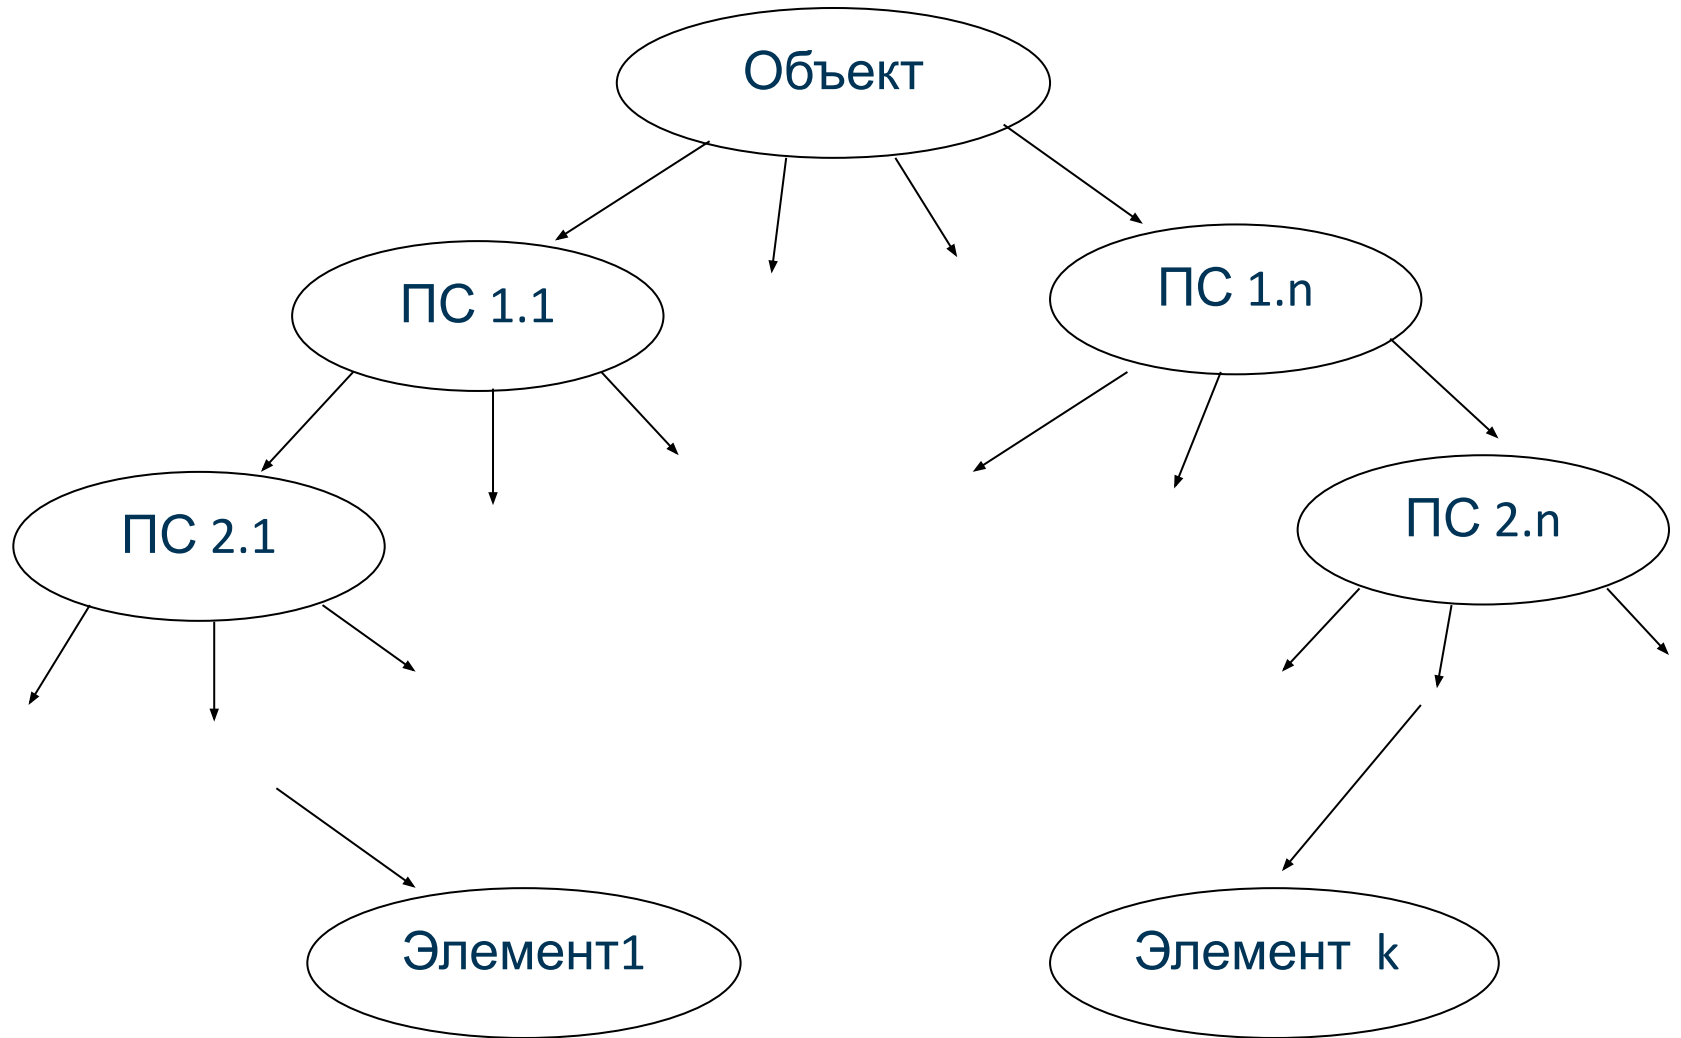 Объект
ПС 1.1
ПС 1.n
ПС 2.1
ПС 2.n
Элемент1
Элемент k